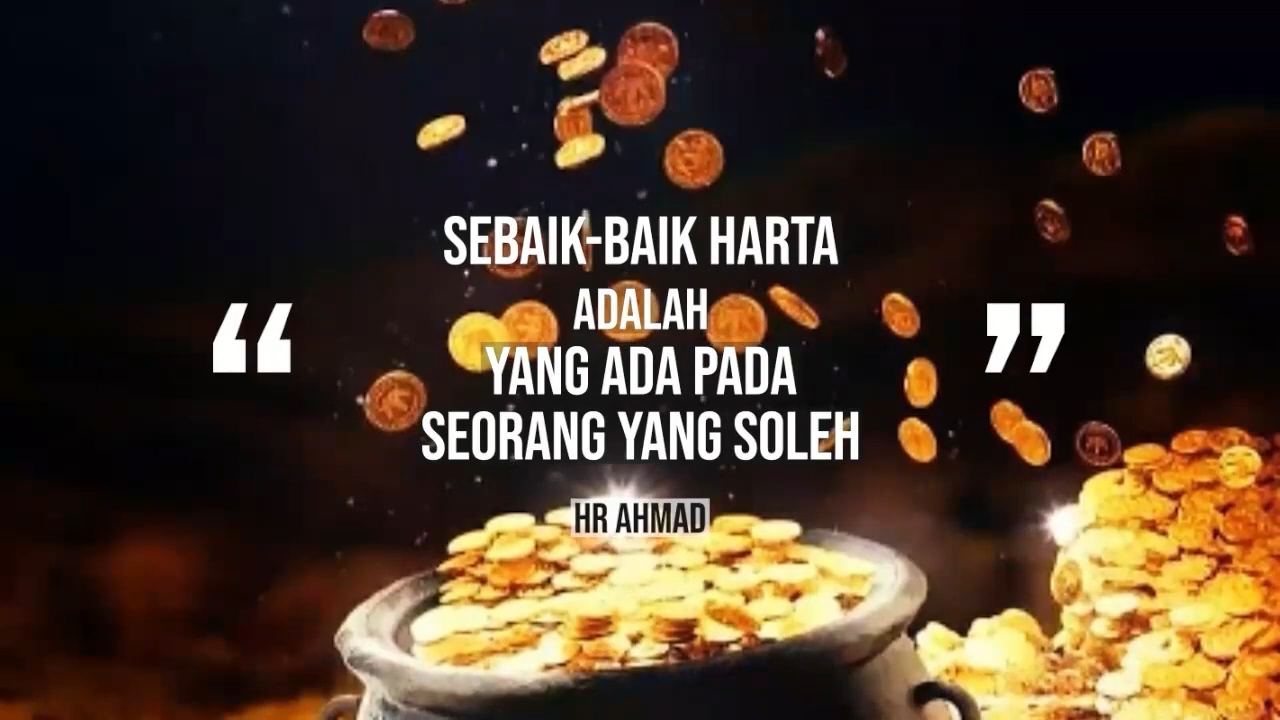 SEBAIK-BAIK HARTA
ADALAH
“ YANG ADA PADA ”
SEORANG YANG SOLEH
HR AHMAD